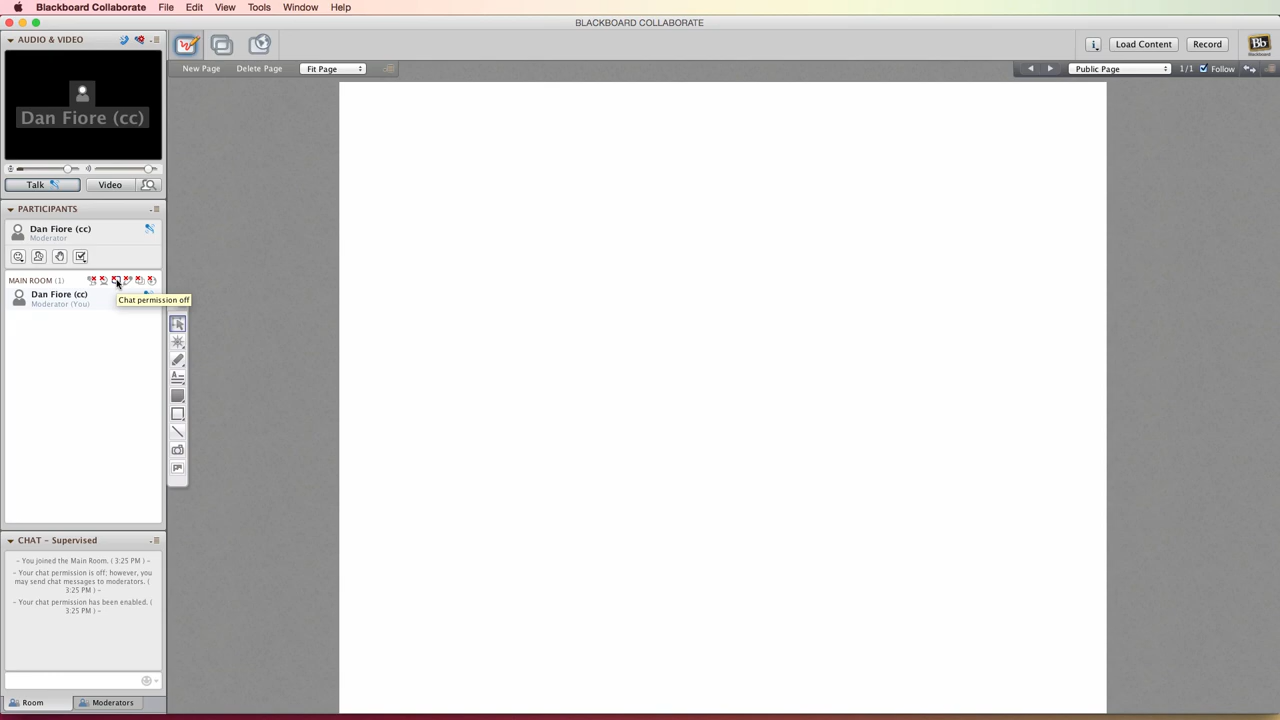 Blackboard Collaborate File Edit View Tools Window Help
BLACKBOARD COLLABORATE
AUDIO & VIDEO
Dan Fiore (cc)
Talk Video
PARTICIPANTS
Dan Fiore (cc)
Moderator
MAIN ROOM (1)
Dan Fiore (cc)
Moderator (You)
Chat permission off
CHAT - Supervised
- You joined the Main Room. ( 3:25 PM ) -
- Your chat permission is off; however, you
may send chat messages to moderators. (
3:25 PM ) -
- Your chat permission has been enabled. (
3:25 PM ) -
Room Moderators
Load Content Record
Bb
New Page Delete Page Fit Page Public Page 1/1 Follow